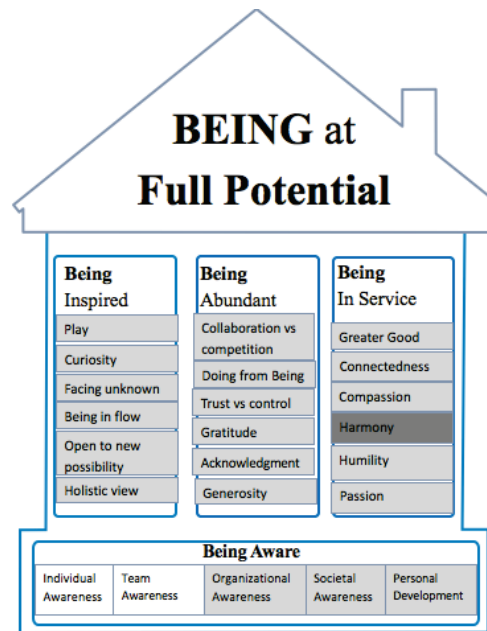 BEING at
Full Potential
Being
Inspired
Play
Curiosity
Facing unknown
Being in flow
Open to new
possibility
Holistic view
Being
Abundant
Collaboration vs
competition
Doing from Being
Trust vs control
Gratitude
Acknowledgment
Generosity
Being
In Service
Greater Good
Connectedness
Compassion
Harmony
Humility
Passion
Being Aware
Individual
Awareness
Team
Awareness
Organizational
Awareness
Societal
Awareness
Personal
Development